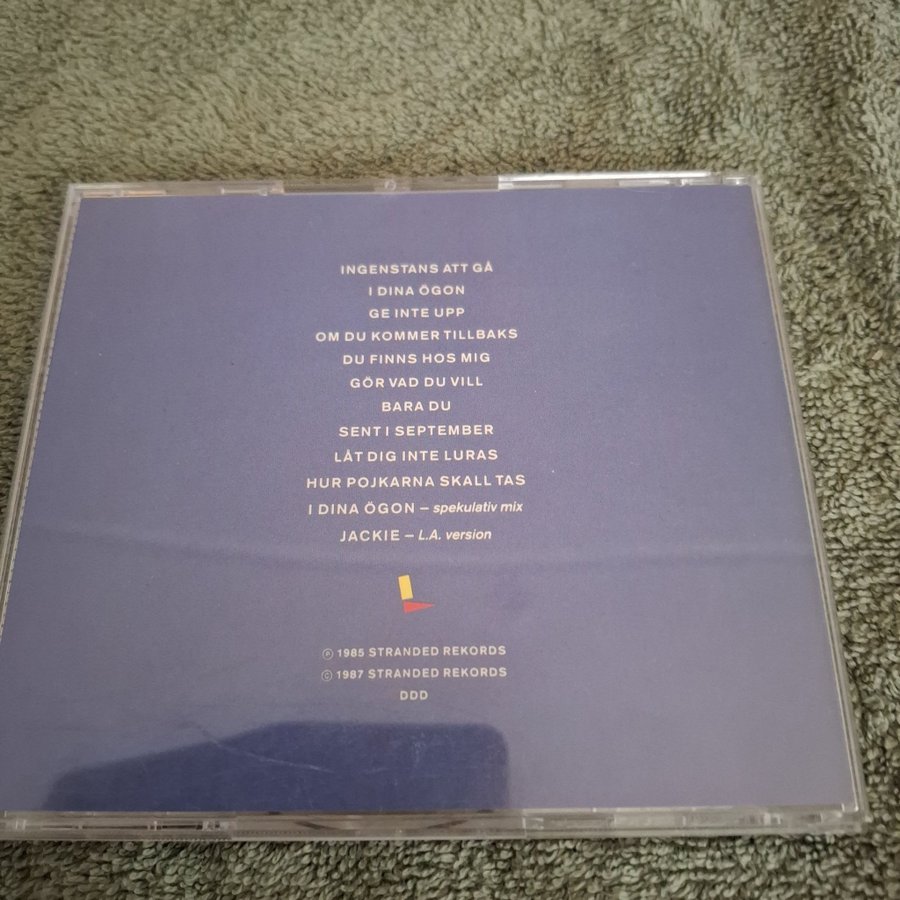 INGENSTANS ATT GÅ
I DINA ÖGON
GE INTE UPP
OM DU KOMMER TILLBAKS
DU FINNS HOS MIG
GÖR VAD DU VILL
BARA DU
SENT I SEPTEMBER
LÅT DIG INTE LURAS
HUR POJKARNA SKALL TAS
I DINA ÖGON – spekulativ mix
JACKIE – L.A. version
℗ 1985 STRANDED REKORDS
© 1987 STRANDED REKORDS
DDD